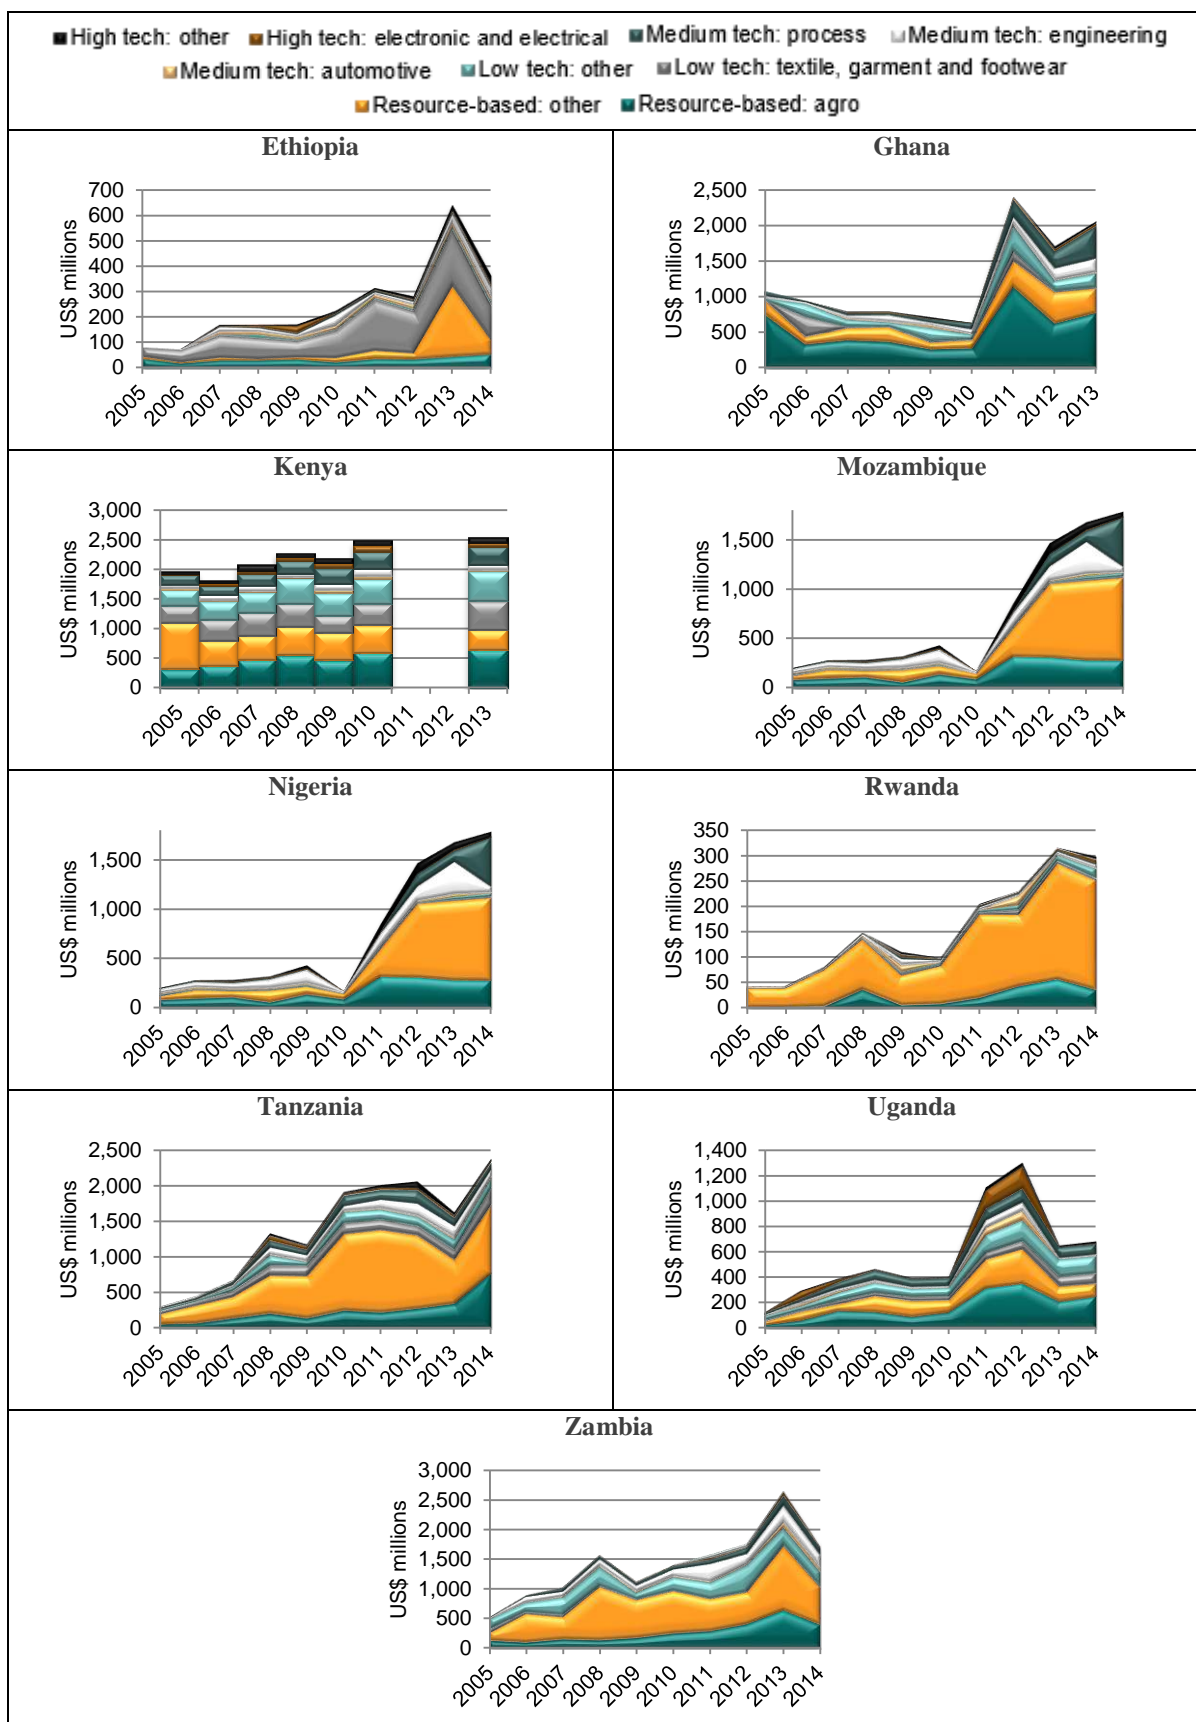 High tech: other High tech: electronic and electrical Medium tech: process Medium tech: engineering
Medium tech: automotive Low tech: other Low tech: textile, garment and footwear
Resource-based: other Resource-based: agro
Ethiopia
US$ millions
700
600
500
400
300
200
100
0
2005 2006 2007 2008 2009 2010 2011 2012 2013 2014
Ghana
US$ millions
2,500
2,000
1,500
1,000
500
0
2005 2006 2007 2008 2009 2010 2011 2012 2013
Kenya
US$ millions
3,000
2,500
2,000
1,500
1,000
500
0
2005 2006 2007 2008 2009 2010 2011 2012 2013
Mozambique
US$ millions
1,500
1,000
500
0
2005 2006 2007 2008 2009 2010 2011 2012 2013 2014
Nigeria
US$ millions
1,500
1,000
500
0
2005 2006 2007 2008 2009 2010 2011 2012 2013 2014
Rwanda
US$ millions
350
300
250
200
150
100
50
0
2005 2006 2007 2008 2009 2010 2011 2012 2013 2014
Tanzania
US$ millions
2,500
2,000
1,500
1,000
500
0
2005 2006 2007 2008 2009 2010 2011 2012 2013 2014
Uganda
US$ millions
1,400
1,200
1,000
800
600
400
200
0
2005 2006 2007 2008 2009 2010 2011 2012 2013 2014
Zambia
US$ millions
3,000
2,500
2,000
1,500
1,000
500
0
2005 2006 2007 2008 2009 2010 2011 2012 2013 2014